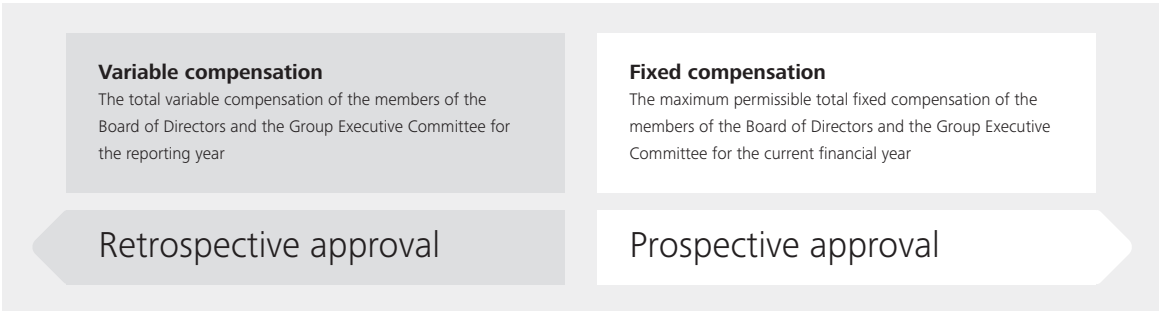 Variable compensation
The total variable compensation of the members of the
Board of Directors and the Group Executive Committee for
the reporting year
Retrospective approval
Fixed compensation
The maximum permissible total fixed compensation of the
members of the Board of Directors and the Group Executive
Committee for the current financial year
Prospective approval